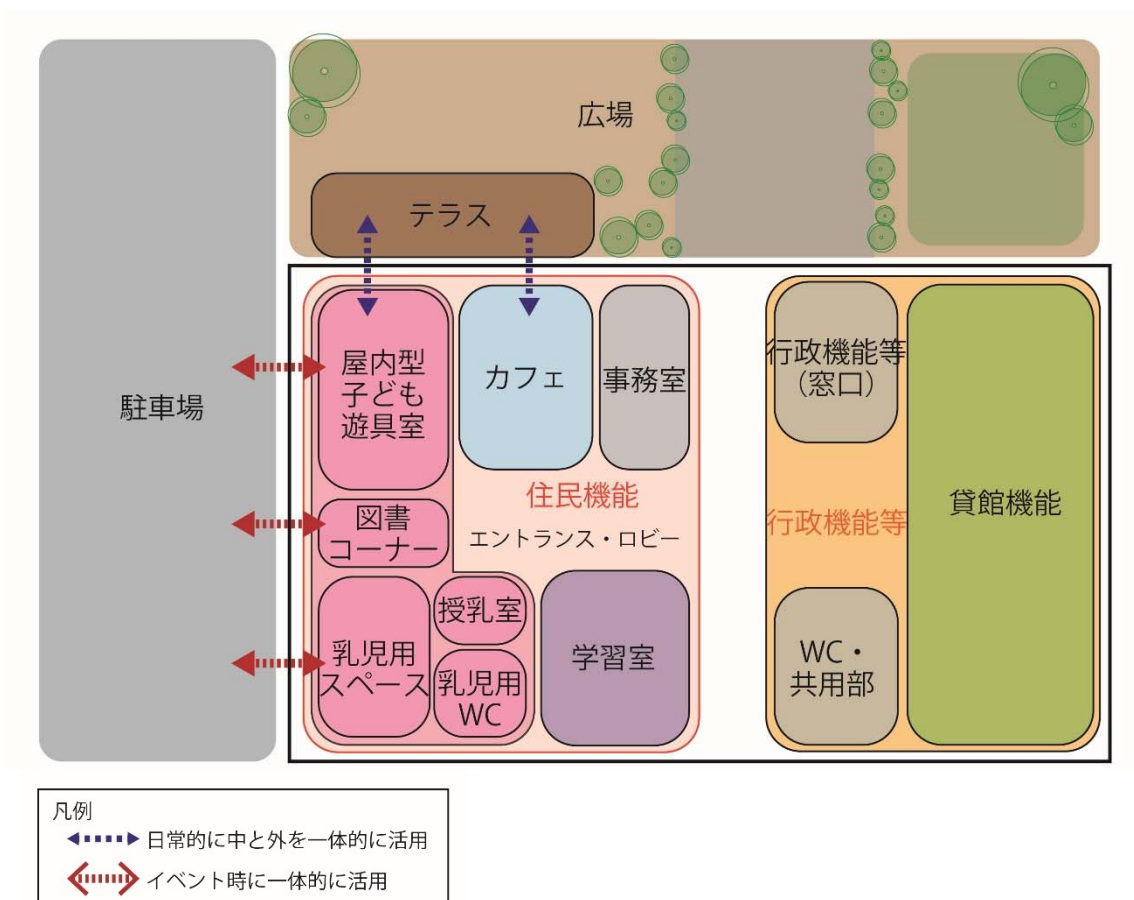 広場
テラス
駐車場
屋内型
子ども
遊具室
カフェ
事務室
住民機能
エントランス・ロビー
図書
コーナー
授乳室
乳児用
スペース
乳児用
WC
学習室
行政機能等
（窓口）
行政機能等
WC・
共用部
貸館機能
凡例
日常的に中と外を一体的に活用
イベント時に一体的に活用